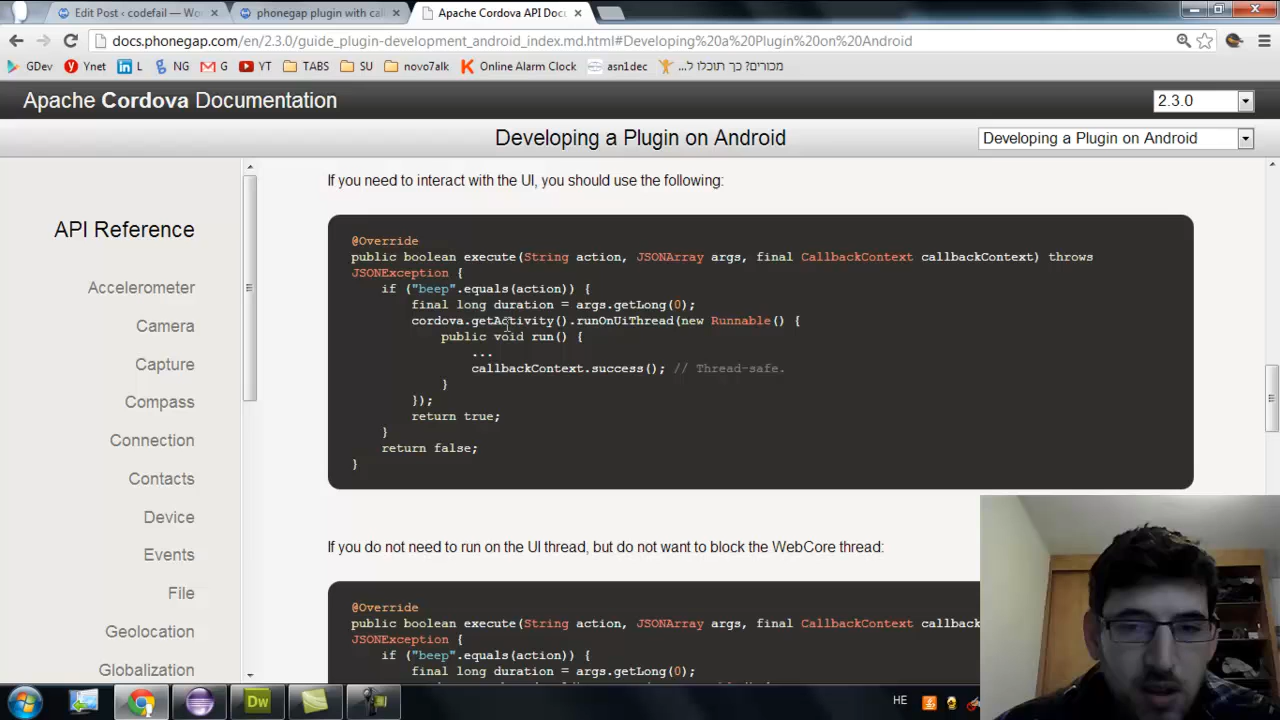 Edit Post ‹ codefail — Wo
phonegap plugin with cal
Apache Cordova API Docu
docs.phonegap.com/en/2.3.0/guide_plugin-development_android_index.md.html#Developing%20a%20Plugin%20on%20Android
GDev Ynet L NG G YT TABS SU novo7alk Online Alarm Clock asn1dec מכורים? כך תוכלו ל...
Apache Cordova Documentation
2.3.0
Developing a Plugin on Android
Developing a Plugin on Android
API Reference
Accelerometer
Camera
Capture
Compass
Connection
Contacts
Device
Events
File
Geolocation
Globalization
If you need to interact with the UI, you should use the following:
@Override
public boolean execute(String action, JSONArray args, final CallbackContext callbackContext) throws
JSONException {
if ("beep".equals(action)) {
final long duration = args.getLong(0);
cordova.getActivity().runOnUiThread(new Runnable() {
public void run() {
...
callbackContext.success(); // Thread-safe.
}
});
return true;
}
return false;
}
If you do not need to run on the UI thread, but do not want to block the WebCore thread:
@Override
public boolean execute(String action, JSONArray args, final CallbackContext callback
JSONException {
if ("beep".equals(action)) {
final long duration = args.getLong(0);
Dw
HE